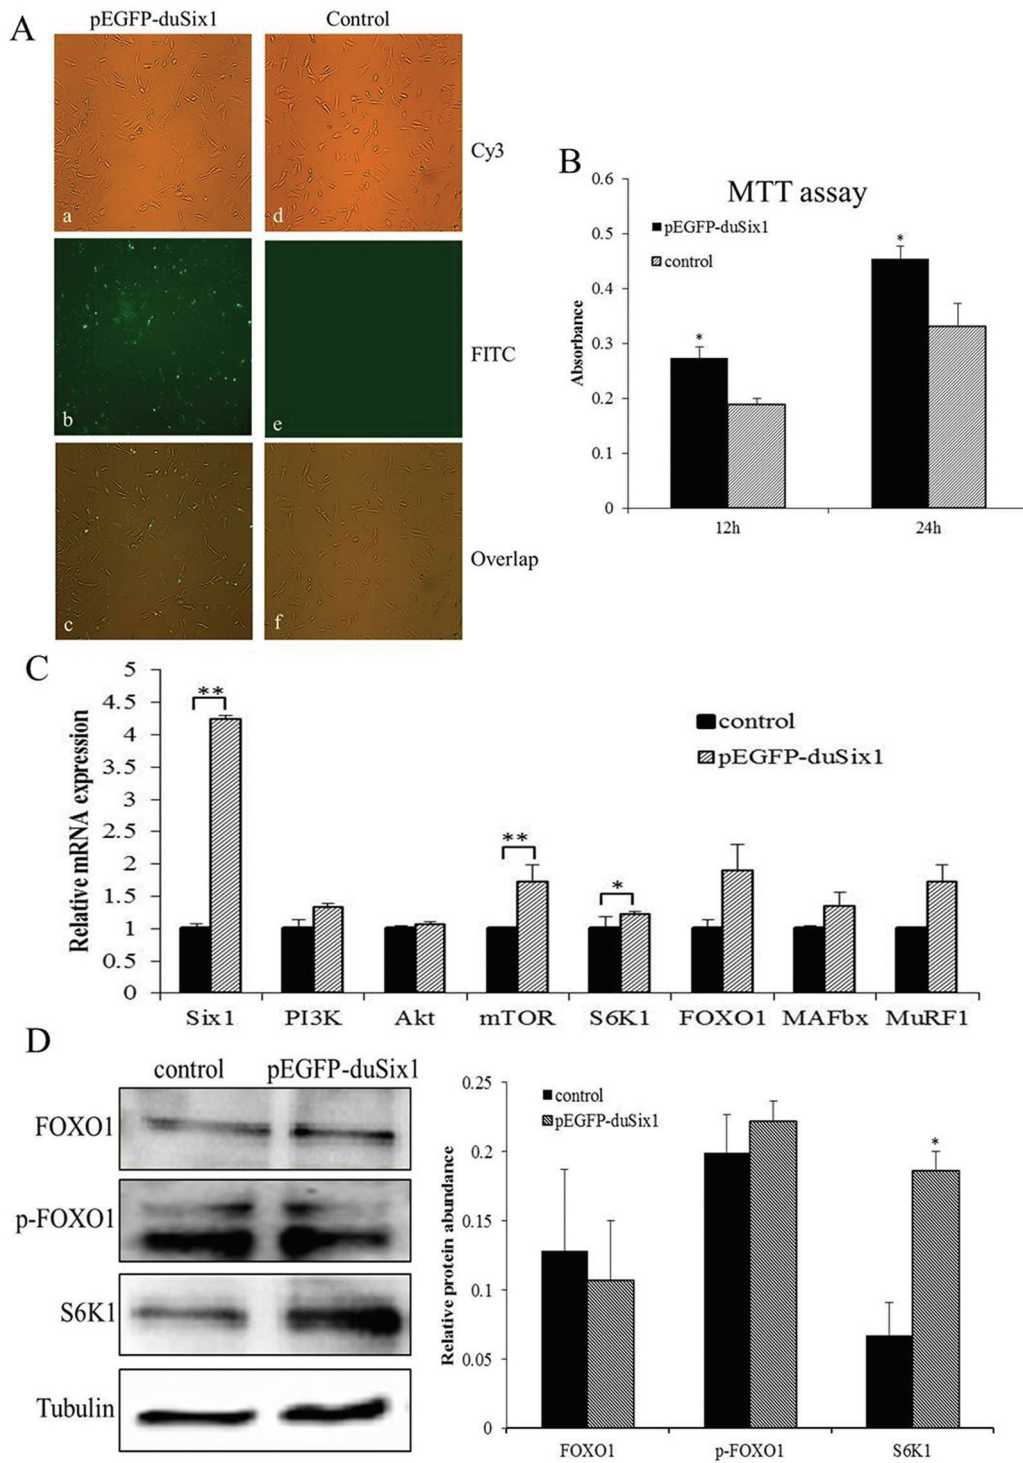 A
pEGFP-duSix1
Control
a
d
Cy3
b
e
FITC
c
f
Overlap
B
MTT assay
pEGFP-duSix1
control
0.6
0.5
0.4
0.3
0.2
0.1
0
Absorbance
*
*
12h
24h
C
5
4.5
4
3.5
3
2.5
2
1.5
1
0.5
0
Relative mRNA expression
control
pEGFP-duSix1
**
**
*
Six1
PI3K
Akt
mTOR
S6K1
FOXO1
MAFbx
MuRF1
D
control
pEGFP-duSix1
FOXO1
p-FOXO1
S6K1
Tubulin
control
pEGFP-duSix1
0.25
0.2
0.15
0.1
0.05
0
Relative protein abundance
*
FOXO1
p-FOXO1
S6K1